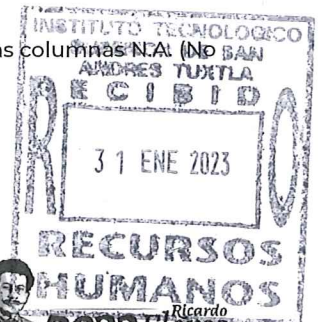 INSTITUTO TECNOLOGICO
as columnas N.A. (No
SAN
ANDRES TUXTLA
RECIBIDO
31 ENE 2023
RECURSOS
HUMANOS
Ricardo